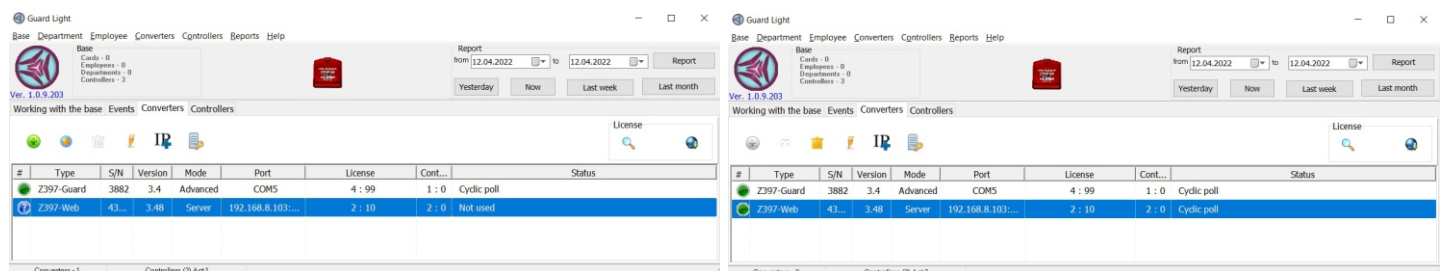 Guard Light
Base Department Employee Converters Controllers Reports Help
Base
Cards - 0
Employees - 0
Departments - 0
Controllers - 3
Ver. 1.0.9.203
Report
from 12.04.2022 to 12.04.2022 Report
Yesterday Now Last week Last month
Working with the base Events Converters Controllers
IP
License
# Type S/N Version Mode Port License Cont... Status
Z397-Guard 3882 3.4 Advanced COM5 4 : 99 1 : 0 Cyclic poll
Z397-Web 43... 3.48 Server 192.168.8.103:... 2 : 10 2 : 0 Not used
Guard Light
Base Department Employee Converters Controllers Reports Help
Base
Cards - 0
Employees - 0
Departments - 0
Controllers - 3
Ver. 1.0.9.203
Report
from 12.04.2022 to 12.04.2022 Report
Yesterday Now Last week Last month
Working with the base Events Converters Controllers
IP
License
# Type S/N Version Mode Port License Cont... Status
Z397-Guard 3882 3.4 Advanced COM5 4 : 99 1 : 0 Cyclic poll
Z397-Web 43... 3.48 Server 192.168.8.103:... 2 : 10 2 : 0 Cyclic poll